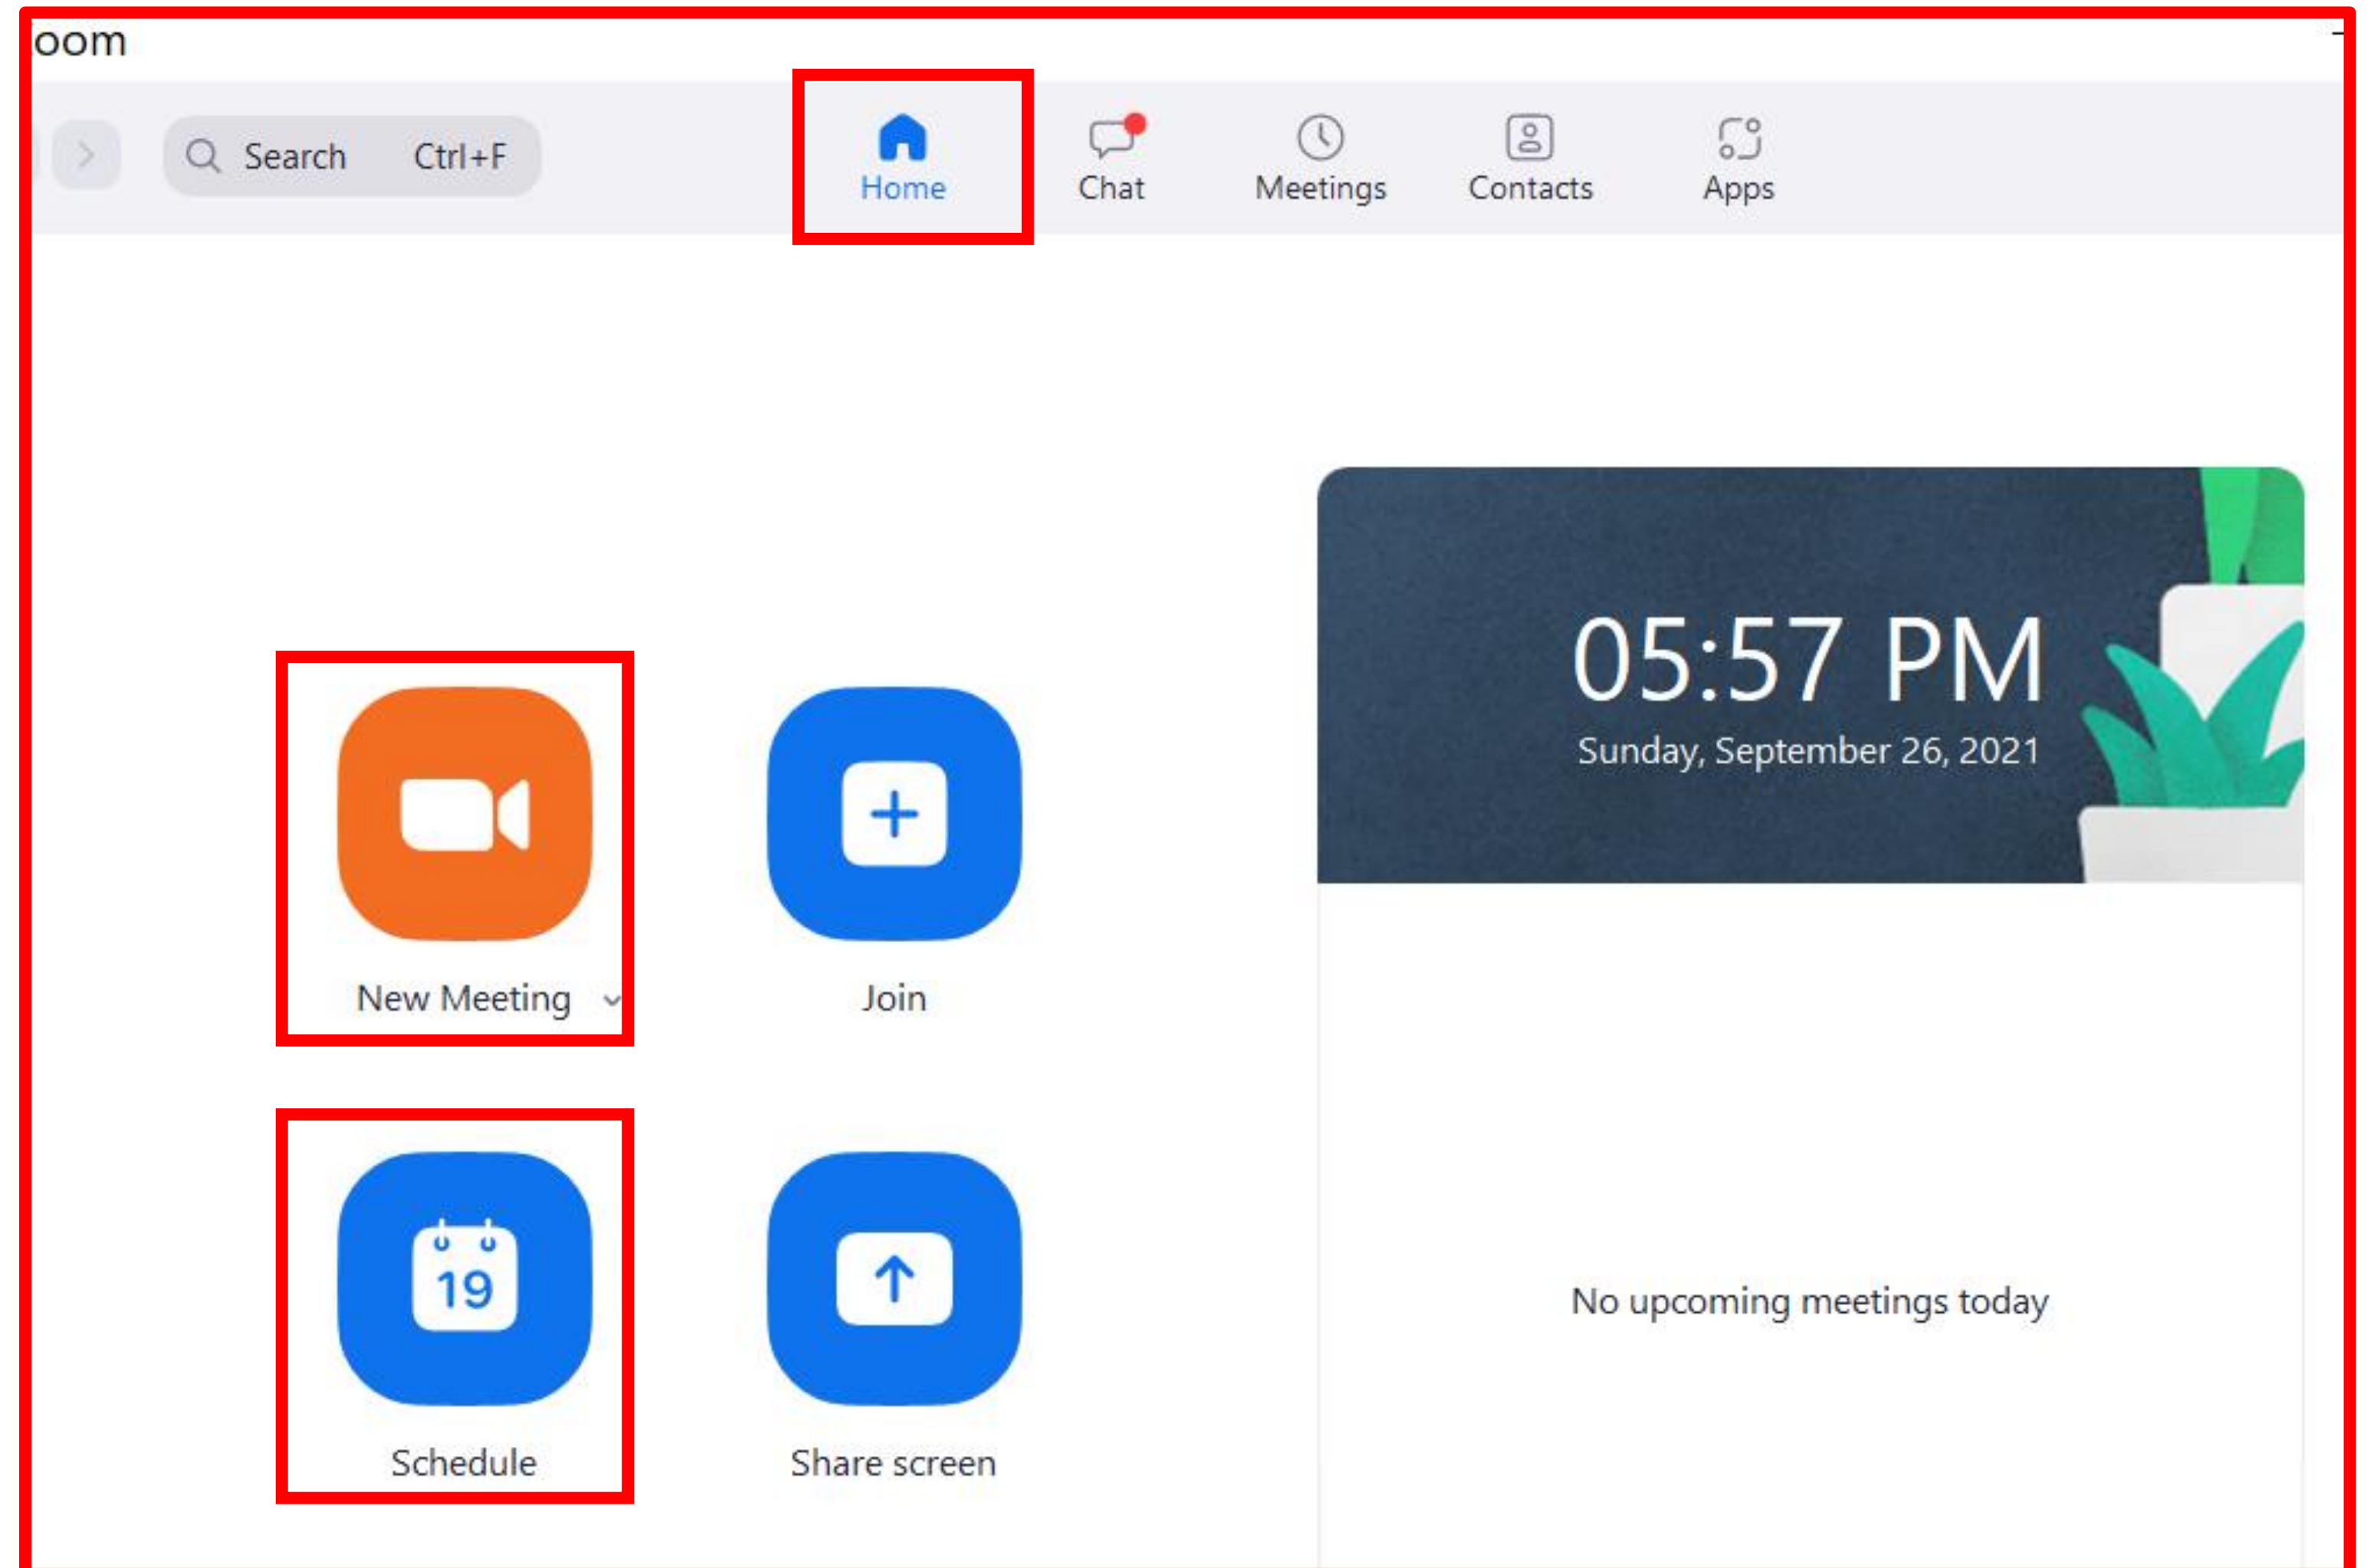 oom
Search Ctrl+F
Home Chat Meetings Contacts Apps
05:57 PM
Sunday, September 26, 2021
New Meeting Join
19
Schedule Share screen
No upcoming meetings today